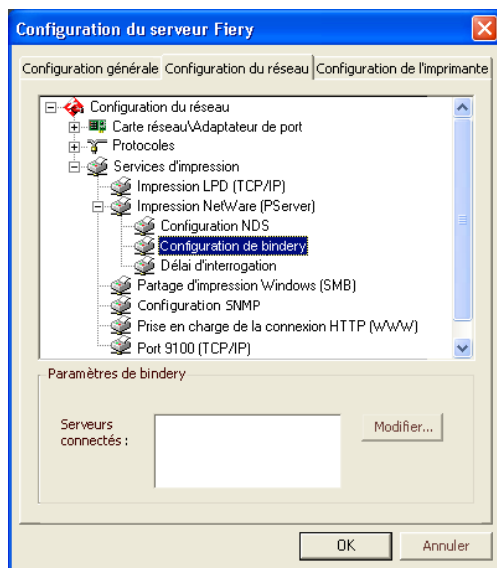 Configuration du serveur Fiery
Configuration générale Configuration du réseau Configuration de l'imprimante
Configuration du réseau
Carte réseau\Adaptateur de port
Protocoles
Services d'impression
Impression LPD (TCP/IP)
Impression NetWare (PServer)
Configuration NDS
Configuration de bindery
Délai d'interrogation
Partage d'impression Windows (SMB)
Configuration SNMP
Prise en charge de la connexion HTTP (WWW)
Port 9100 (TCP/IP)
Paramètres de bindery
Serveurs
connectés :
Modifier...
OK
Annuler